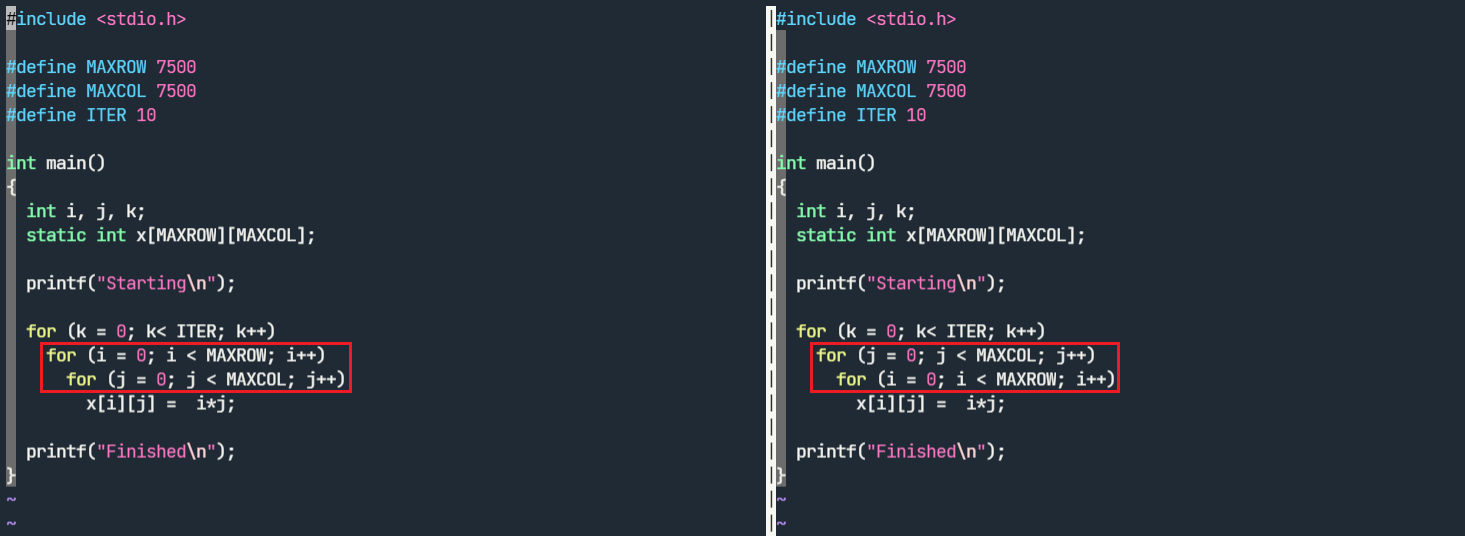 #include <stdio.h>
#define MAXROW 7500
#define MAXCOL 7500
#define ITER 10
int main()
{
int i, j, k;
static int x[MAXROW][MAXCOL];
printf("Starting\n");
for (k = 0; k< ITER; k++)
for (i = 0; i < MAXROW; i++)
for (j = 0; j < MAXCOL; j++)
x[i][j] =  i*j;
printf("Finished\n");
}
~
~
#include <stdio.h>
#define MAXROW 7500
#define MAXCOL 7500
#define ITER 10
int main()
{
int i, j, k;
static int x[MAXROW][MAXCOL];
printf("Starting\n");
for (k = 0; k< ITER; k++)
for (j = 0; j < MAXCOL; j++)
for (i = 0; i < MAXROW; i++)
x[i][j] =  i*j;
printf("Finished\n");
}
~
~